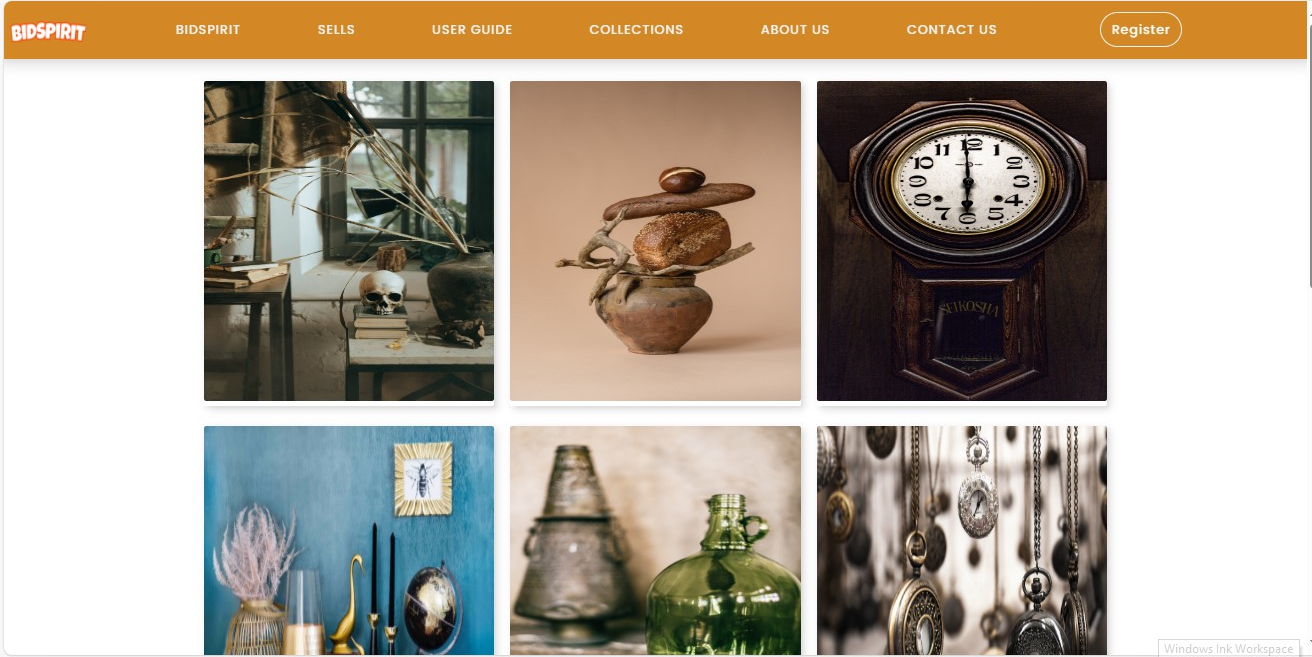 BIDSPIRIT
BIDSPIRIT SELLS USER GUIDE COLLECTIONS ABOUT US CONTACT US Register
11 12 1
10 2
9 3
8 4
7 6 5
SEIKOSHA
Windows Ink Workspace